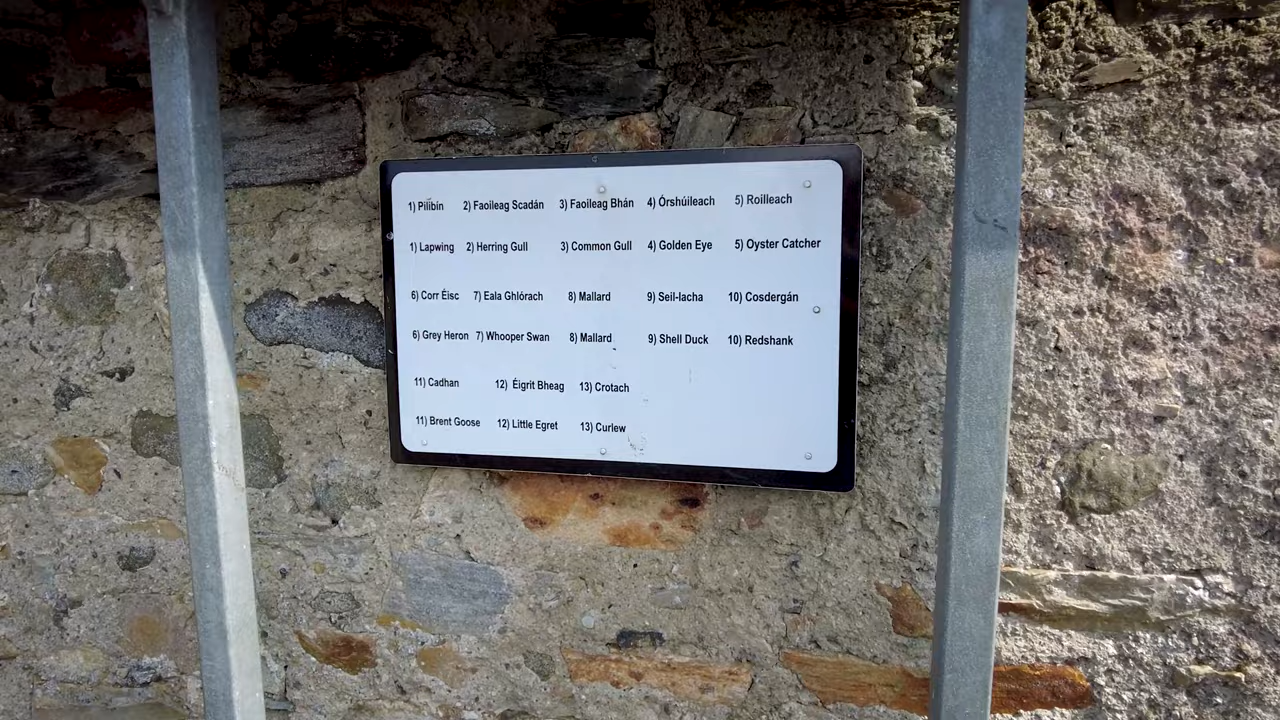 1) Pilíbin 2) Faoileag Scadán 3) Faoileag Bhán 4) Órshúileach 5) Roilleach
1) Lapwing 2) Herring Gull 3) Common Gull 4) Golden Eye 5) Oyster Catcher
6) Corr Éisc 7) Eala Ghlórach 8) Mallard 9) Seil-lacha 10) Cosdergán
6) Grey Heron 7) Whooper Swan 8) Mallard 9) Shell Duck 10) Redshank
11) Cadhan 12) Éigrit Bheag 13) Crotach
11) Brent Goose 12) Little Egret 13) Curlew